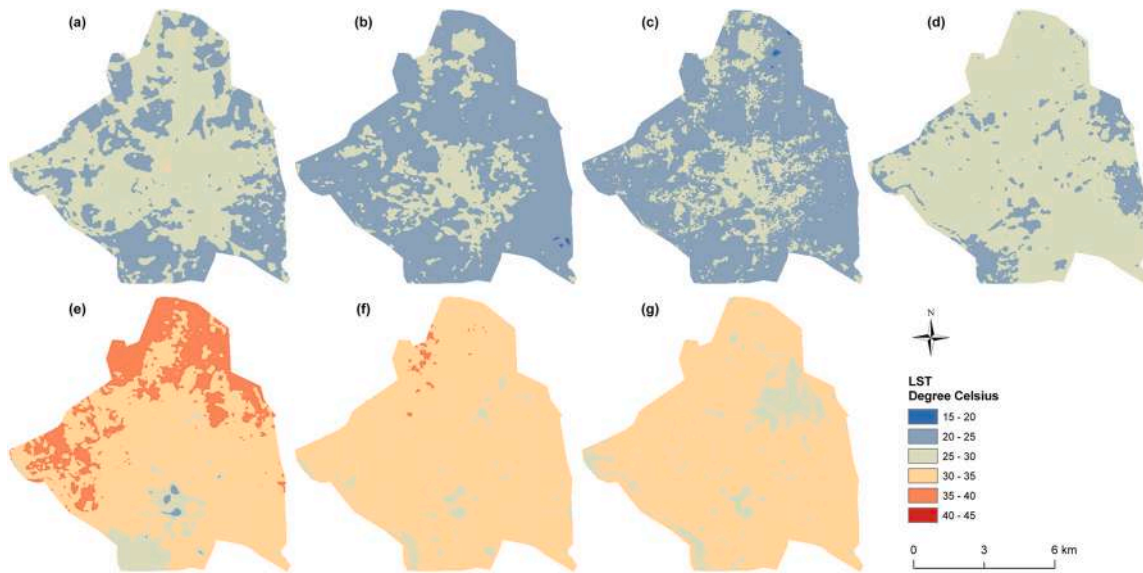 (a)
(b)
(c)
(d)
(e)
(f)
(g)
N
LST
Degree Celsius
15 - 20
20 - 25
25 - 30
30 - 35
35 - 40
40 - 45
0 3 6 km